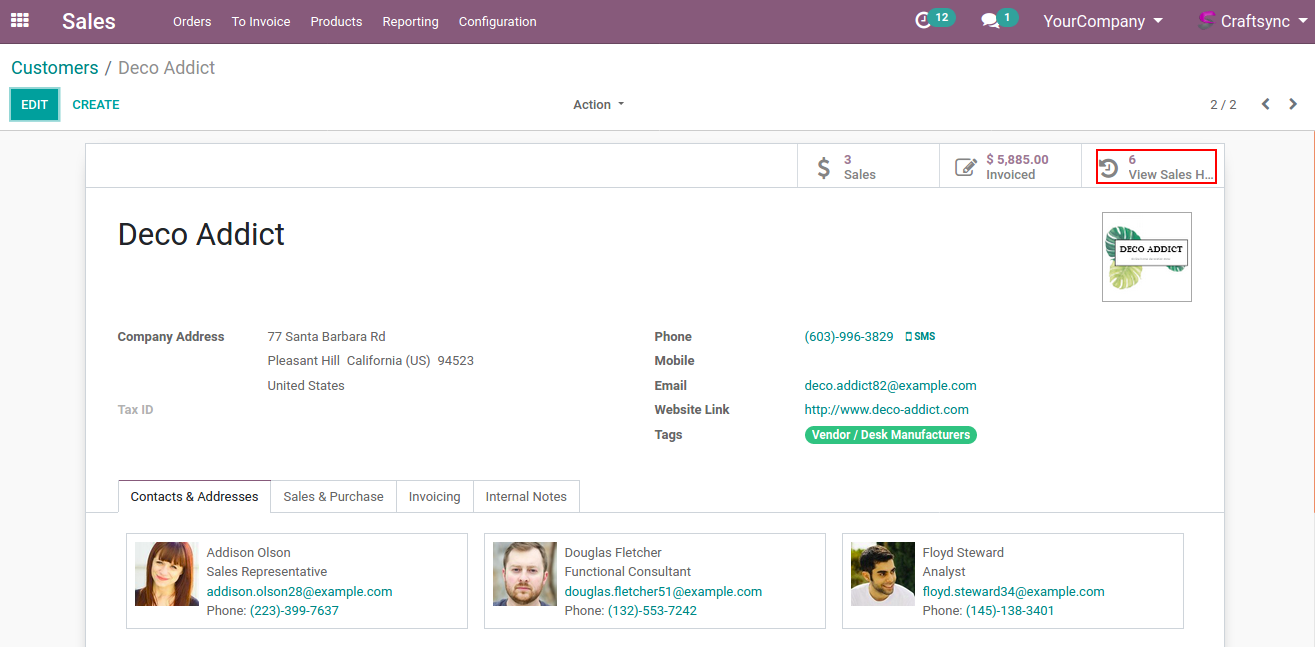 Sales Orders To Invoice Products Reporting Configuration 12 1 YourCompany Craftsync
Customers / Deco Addict
EDIT CREATE Action 2 / 2
3
Sales
$ 5,885.00
Invoiced
6
View Sales H...
Deco Addict
DECO ADDICT
Company Address 77 Santa Barbara Rd
Pleasant Hill California (US) 94523
United States
Tax ID
Phone (603)-996-3829 SMS
Mobile
Email deco.addict82@example.com
Website Link http://www.deco-addict.com
Tags Vendor / Desk Manufacturers
Contacts & Addresses Sales & Purchase Invoicing Internal Notes
Addison Olson
Sales Representative
addison.olson28@example.com
Phone: (223)-399-7637
Douglas Fletcher
Functional Consultant
douglas.fletcher51@example.com
Phone: (132)-553-7242
Floyd Steward
Analyst
floyd.steward34@example.com
Phone: (145)-138-3401